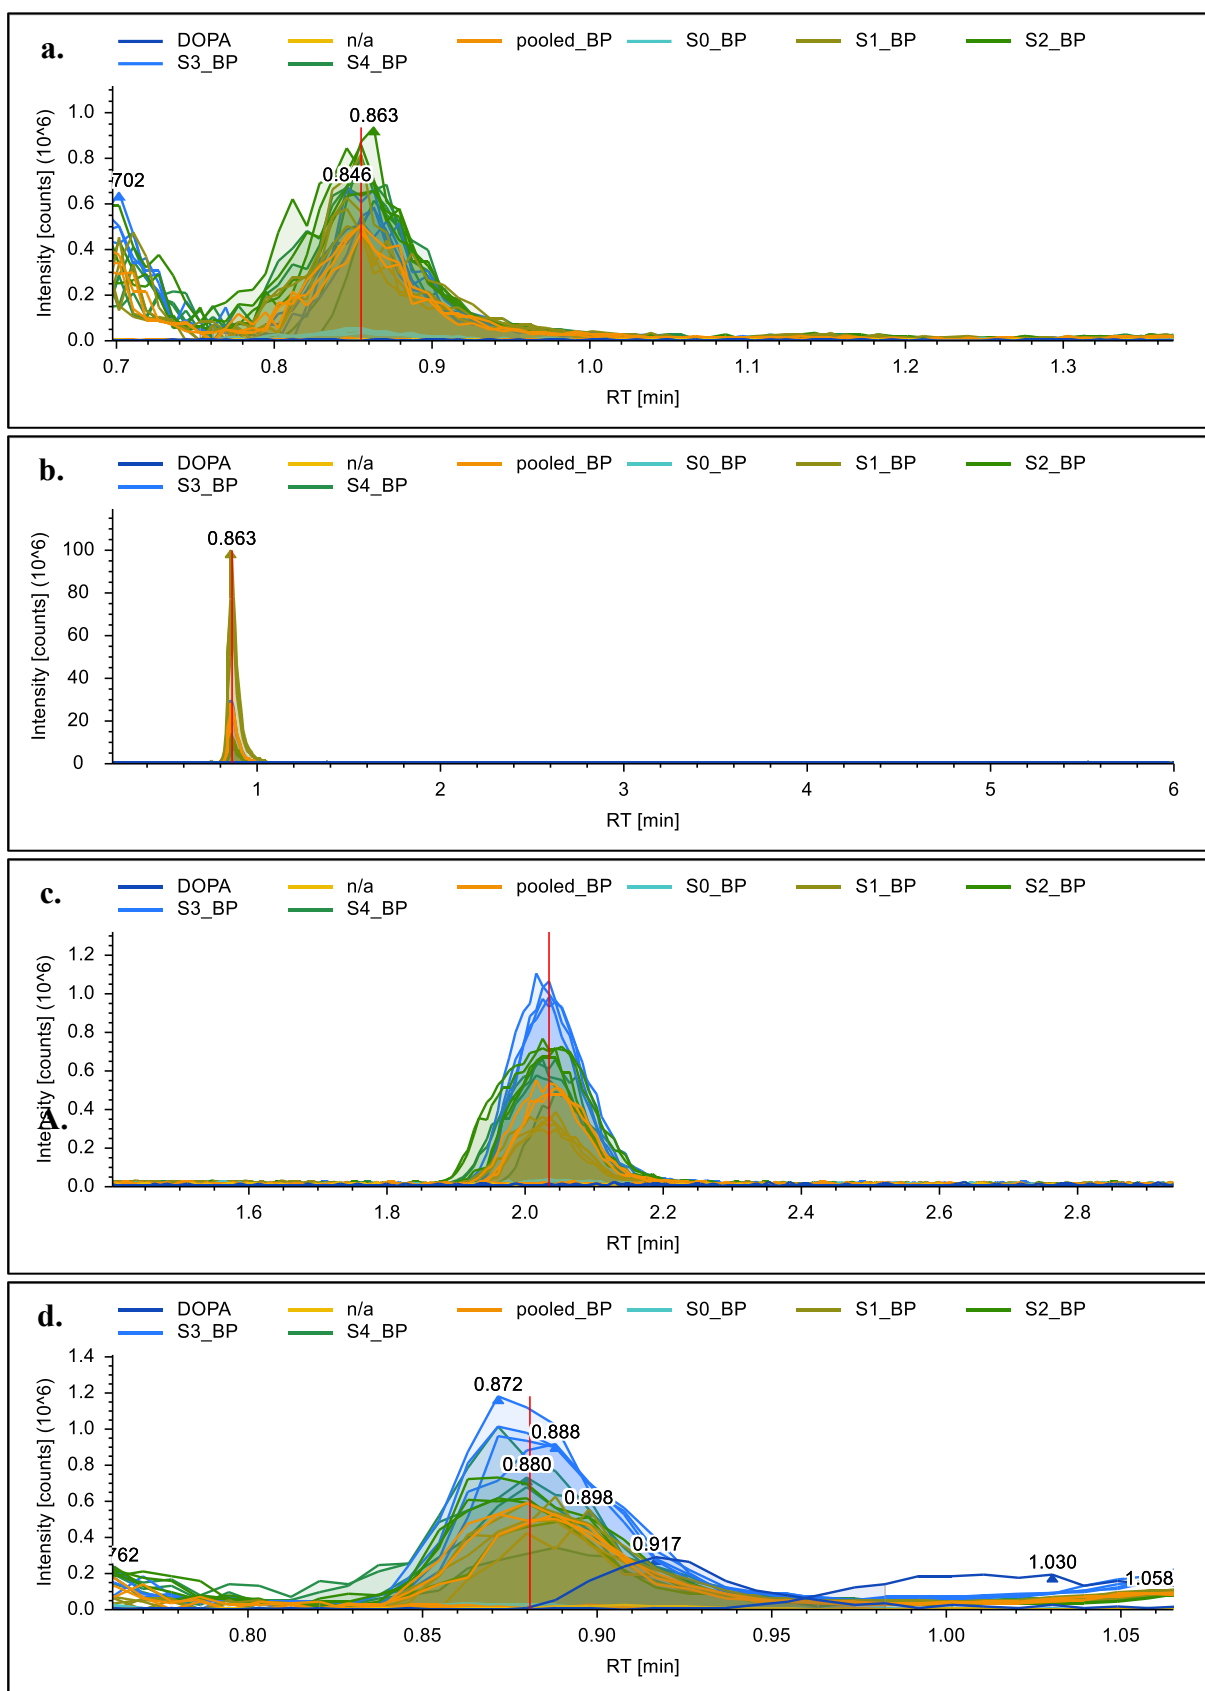 a.
DOPA n/a pooled_BP S0_BP S1_BP S2_BP
S3_BP S4_BP
Intensity [counts] (10^6)
1.0
0.8
0.6
0.4
0.2
0.0
702
0.846
0.863
0.7 0.8 0.9 1.0 1.1 1.2 1.3
RT [min]
b.
DOPA n/a pooled_BP S0_BP S1_BP S2_BP
S3_BP S4_BP
Intensity [counts] (10^6)
100
80
60
40
20
0
0.863
1 2 3 4 5 6
RT [min]
c.
DOPA n/a pooled_BP S0_BP S1_BP S2_BP
S3_BP S4_BP
Intensity [counts] (10^6)
A.
1.2
1.0
0.8
0.6
0.4
0.2
0.0
1.6 1.8 2.0 2.2 2.4 2.6 2.8
RT [min]
d.
DOPA n/a pooled_BP S0_BP S1_BP S2_BP
S3_BP S4_BP
Intensity [counts] (10^6)
1.4
1.2
1.0
0.8
0.6
0.4
0.2
0.0
762
0.872
0.888
0.880
0.898
0.917
1.030
1.058
0.80 0.85 0.90 0.95 1.00 1.05
RT [min]